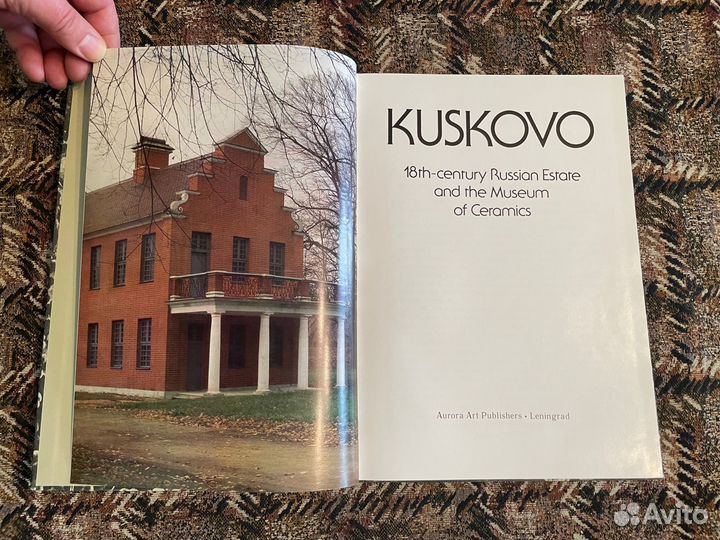 KUSKOVO
18th-century Russian Estate
and the Museum
of Ceramics
Aurora Art Publishers • Leningrad
Avito